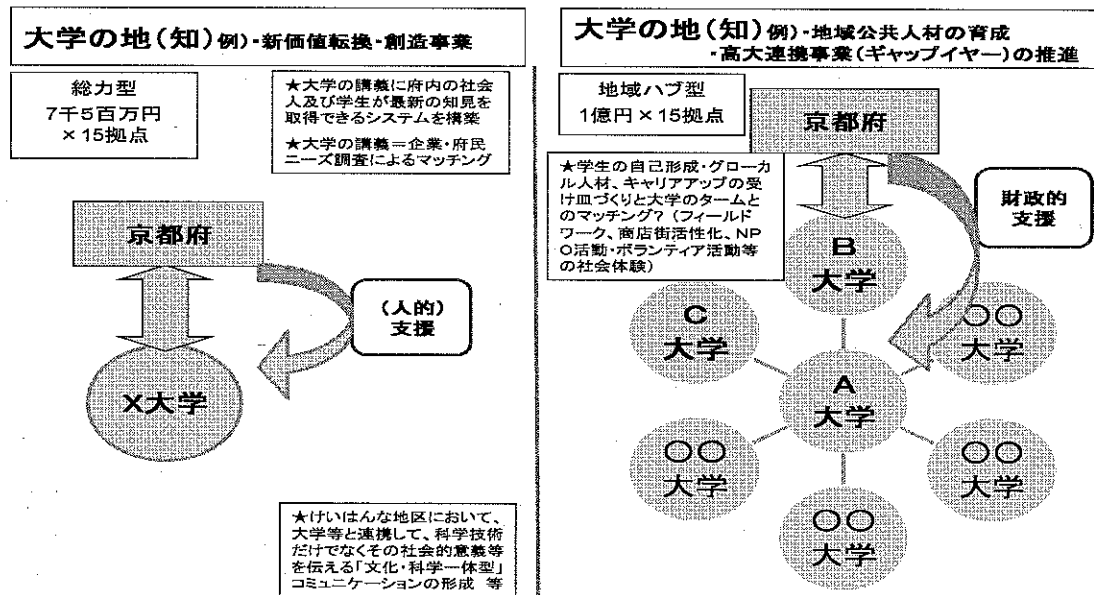 大学の地(知)例)・新価値転換・創造事業
総力型
7千5百万円
×15拠点
★大学の講義に府内の社会
人及び学生が最新の知見を
取得できるシステムを構築
★大学の講義=企業・府民
ニーズ調査によるマッチング
京都府
(人的)
支援
X大学
★けいはんな地区において、
大学等と連携して、科学技術
だけでなくその社会的意義等
を伝える「文化・科学一体型」
コミュニケーションの形成 等
大学の地(知)例)・地域公共人材の育成
・高大連携事業(ギャップイヤー)の推進
地域ハブ型
1億円×15拠点
京都府
★学生の自己形成・グローカ
ル人材、キャリアアップの受
け皿づくりと大学のタームと
のマッチング?(フィールド
ワーク、商店街活性化、NP
O活動・ボランティア活動等
の社会体験)
財政的
支援
B
大学
C
大学
〇〇
大学
A
大学
〇〇
大学
〇〇
大学
〇〇
大学